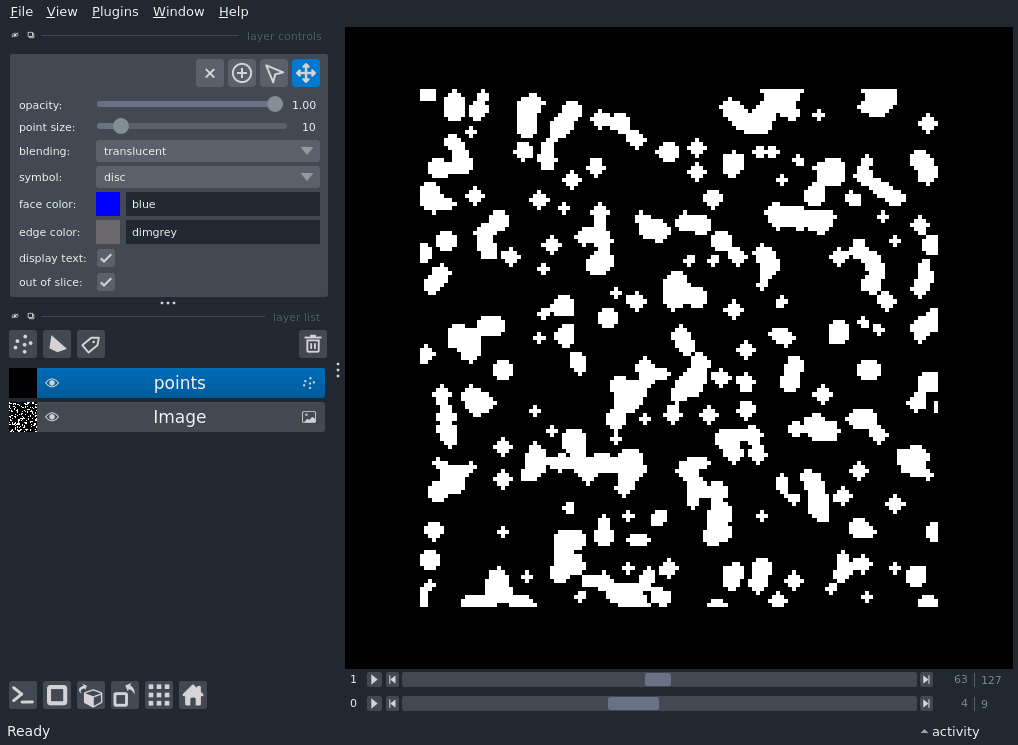 File View Plugins Window Help
layer controls
opacity: 1.00
point size: 10
blending: translucent
symbol: disc
face color: blue
edge color: dimgrey
display text:
out of slice:
layer list
points
Image
1 63 127
0 4 9
Ready activity